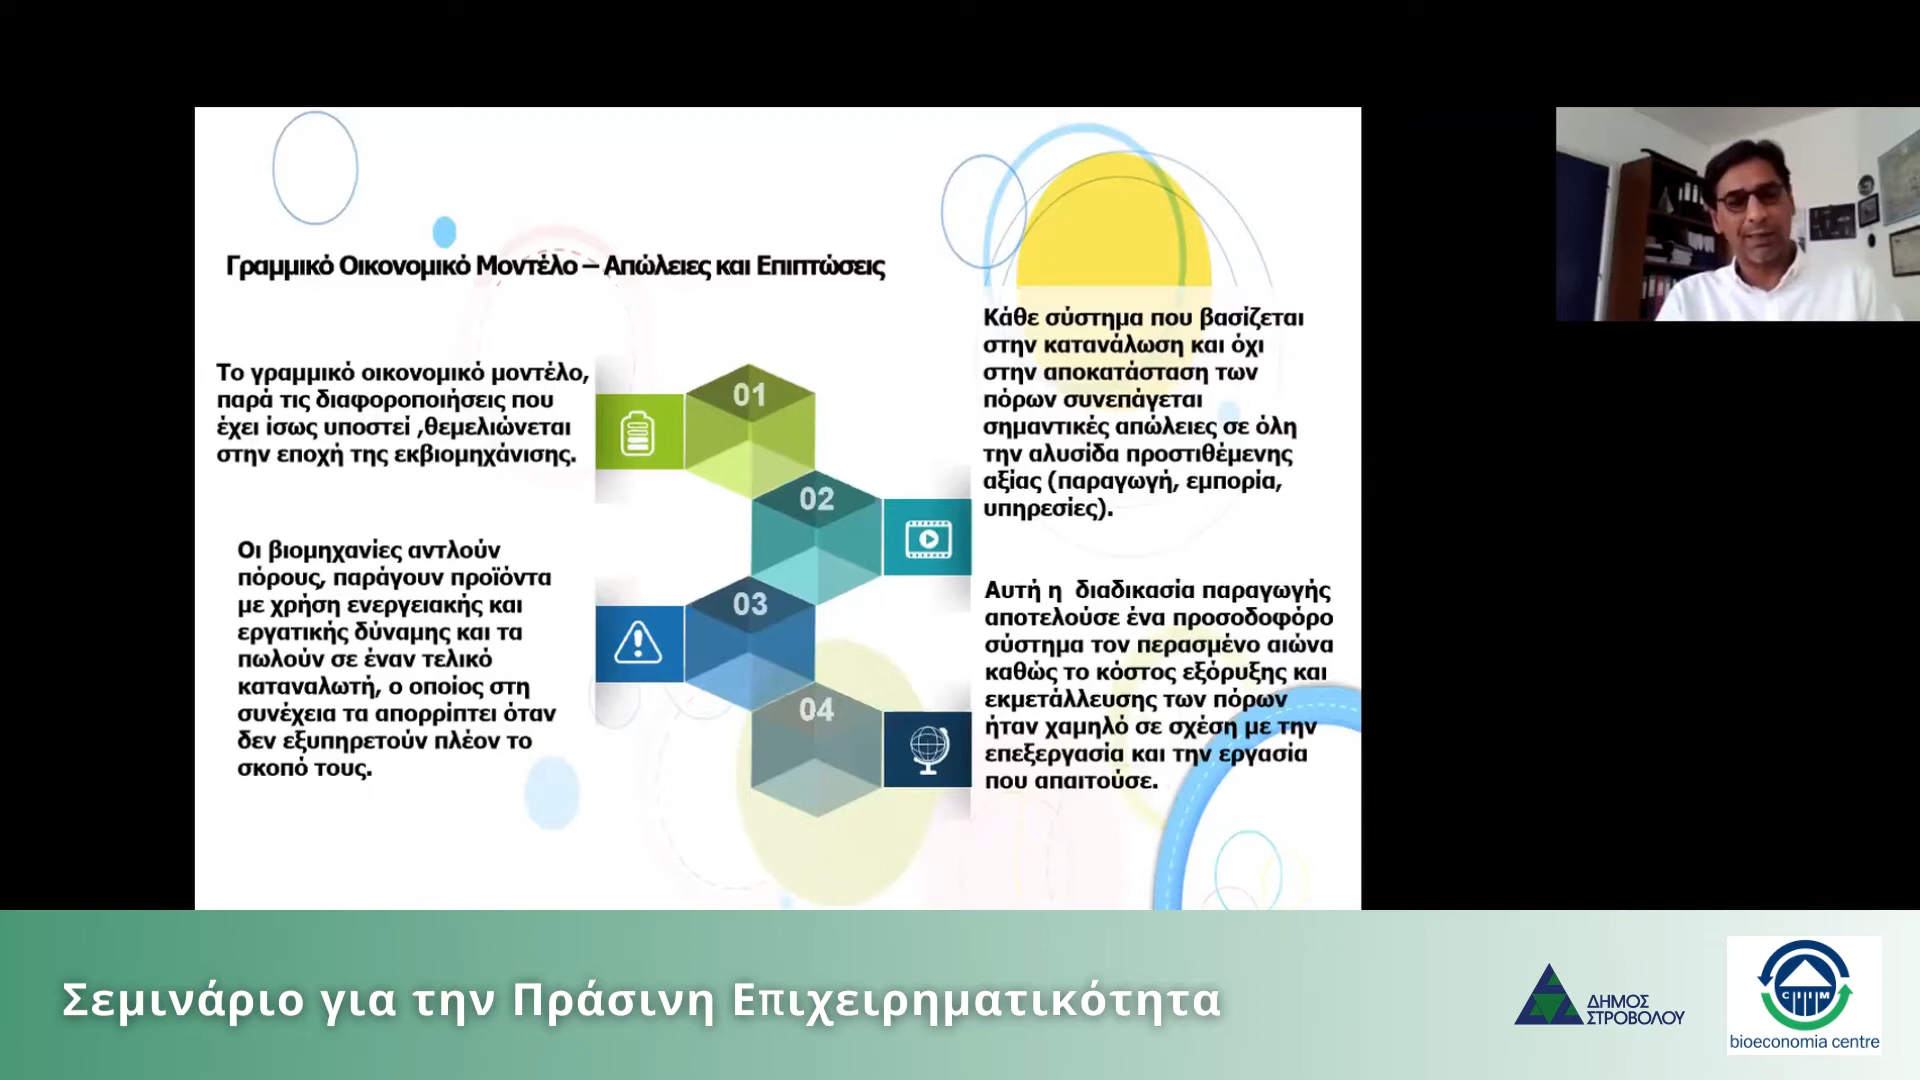 Γραμμικό Οικονομικό Μοντέλο – Απώλειες και Επιπτώσεις
Το γραμμικό οικονομικό μοντέλο,
παρά τις διαφοροποιήσεις που
έχει ίσως υποστεί ,θεμελιώνεται
στην εποχή της εκβιομηχάνισης.
01
Κάθε σύστημα που βασίζεται
στην κατανάλωση και όχι
στην αποκατάσταση των
πόρων συνεπάγεται
σημαντικές απώλειες σε όλη
την αλυσίδα προστιθέμενης
αξίας (παραγωγή, εμπορία,
υπηρεσίες).
02
Οι βιομηχανίες αντλούν
πόρους, παράγουν προϊόντα
με χρήση ενεργειακής και
εργατικής δύναμης και τα
πωλούν σε έναν τελικό
καταναλωτή, ο οποίος στη
συνέχεια τα απορρίπτει όταν
δεν εξυπηρετούν πλέον το
σκοπό τους.
03
Αυτή η  διαδικασία παραγωγής
αποτελούσε ένα προσοδοφόρο
σύστημα τον περασμένο αιώνα
καθώς το κόστος εξόρυξης και
εκμετάλλευσης των πόρων
ήταν χαμηλό σε σχέση με την
επεξεργασία και την εργασία
που απαιτούσε.
04
Σεμινάριο για την Πράσινη Επιχειρηματικότητα
ΔΗΜΟΣ
ΣΤΡΟΒΟΛΟΥ
CIIM
bioeconomia centre